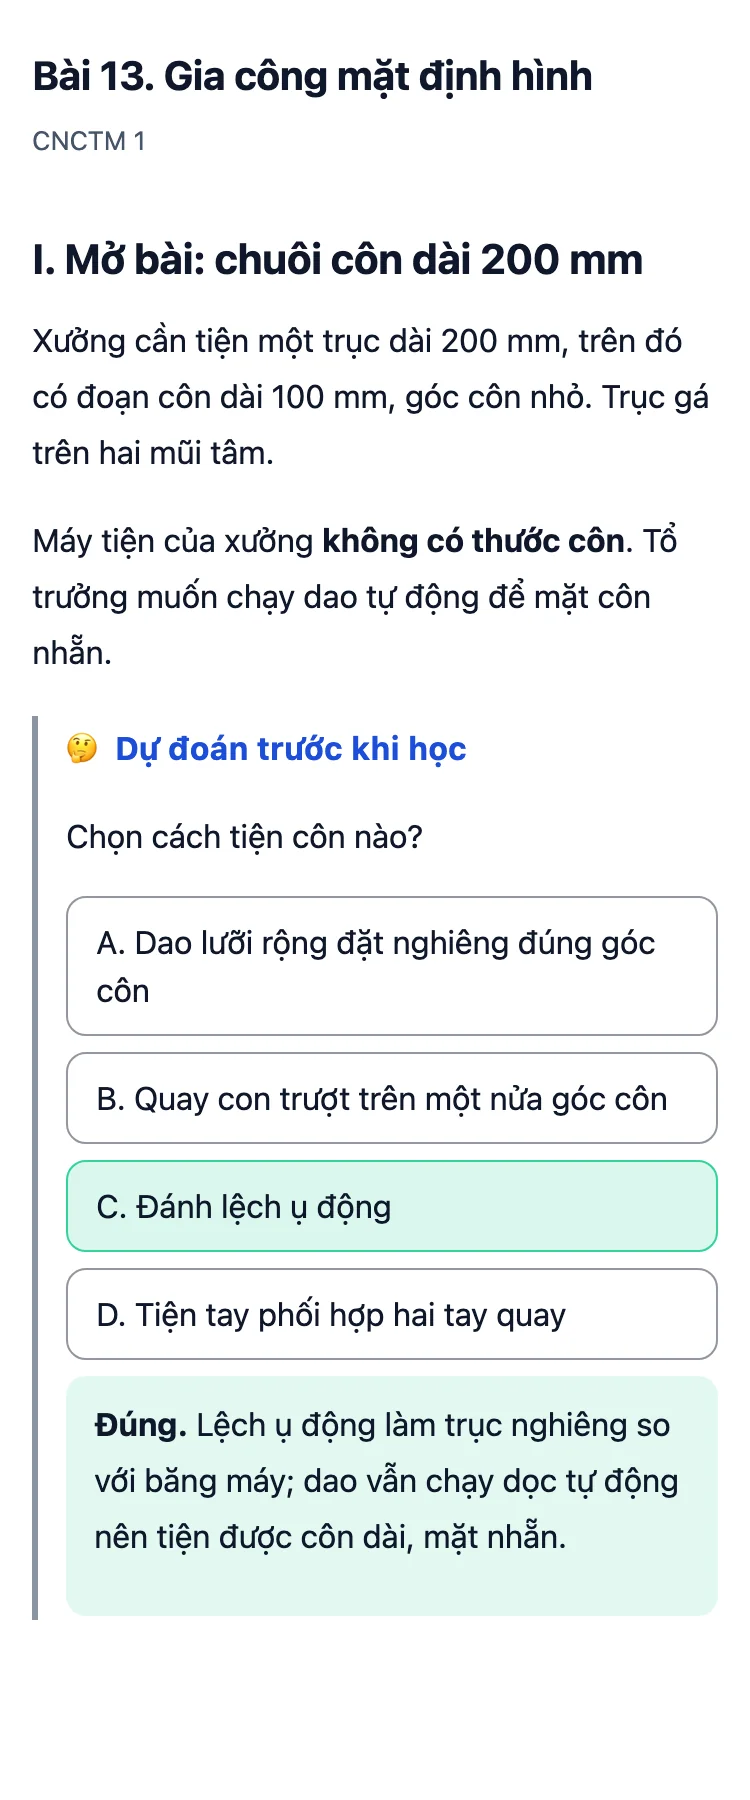 Bài 13. Gia công mặt định hình
CNCTM 1
I. Mở bài: chuôi côn dài 200 mm
Xưởng cần tiện một trục dài 200 mm, trên đó
có đoạn côn dài 100 mm, góc côn nhỏ. Trục gá
trên hai mũi tâm.
Máy tiện của xưởng không có thước côn. Tổ
trưởng muốn chạy dao tự động để mặt côn
nhẵn.
🤔 Dự đoán trước khi học
Chọn cách tiện côn nào?
A. Dao lưỡi rộng đặt nghiêng đúng góc
côn
B. Quay con trượt trên một nửa góc côn
C. Đánh lệch ụ động
D. Tiện tay phối hợp hai tay quay
Đúng. Lệch ụ động làm trục nghiêng so
với băng máy; dao vẫn chạy dọc tự động
nên tiện được côn dài, mặt nhẵn.